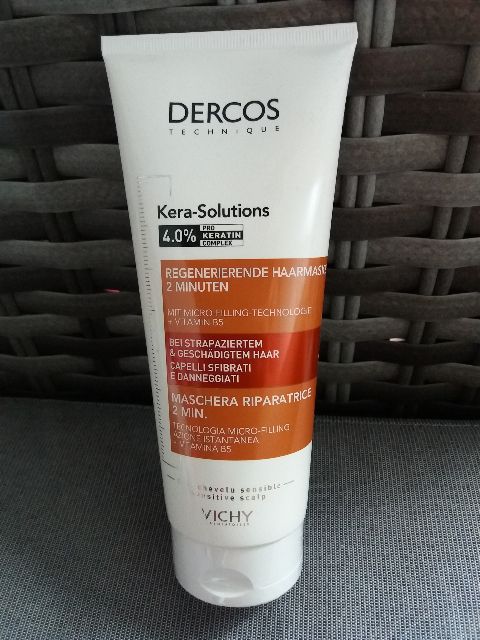 DERCOS
TECHNIQUE
Kera-Solutions
4.0% PRO
KERATIN
COMPLEX
REGENERIERENDE HAARMASKE
2 MINUTEN
MIT MICRO FILLING-TECHNOLOGIE
+ VITAMIN B5
BEI STRAPAZIERTEM
& GESCHÄDIGTEM HAAR
CAPELLI SFIBRATI
E DANNEGGIATI
MASCHERA RIPARATRICE
2 MIN.
TECNOLOGIA MICRO-FILLING
AZIONE ISTANTANEA
+ VITAMINA B5
chevelu sensible
sensitive scalp
VICHY
LABORATOIRES